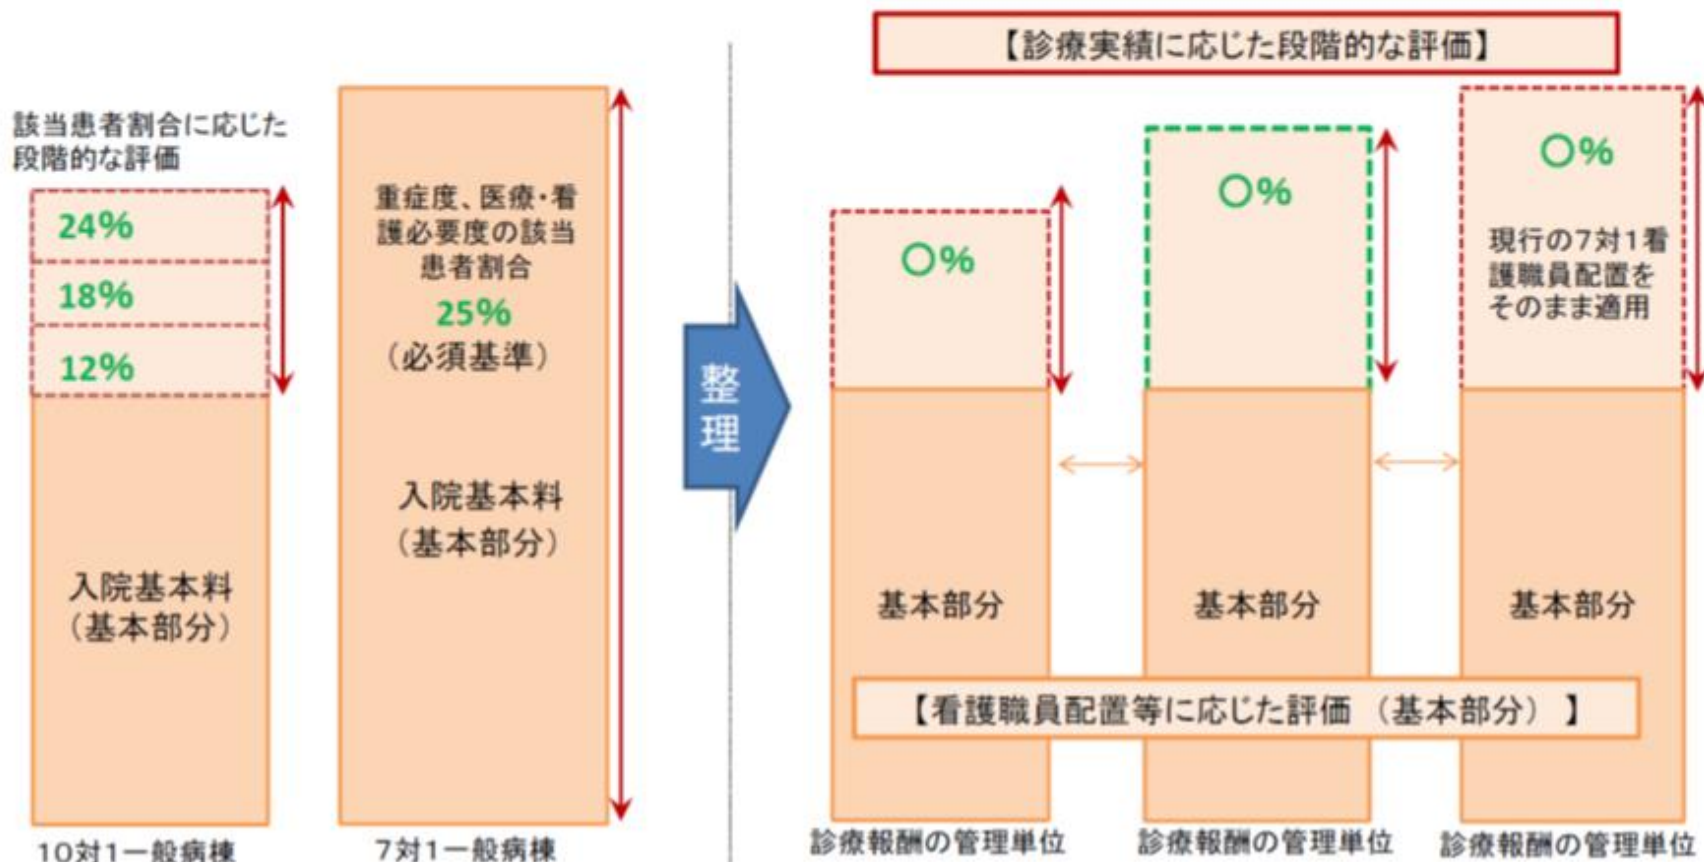 該当患者割合に応じた
段階的な評価
24%
18%
12%
入院基本料
（基本部分）
10対1一般病棟
重症度、医療・看
護必要度の該当
患者割合
25%
（必須基準）
入院基本料
（基本部分）
7対1一般病棟
整
理
【診療実績に応じた段階的な評価】
〇%
〇%
〇%
現行の7対1看
護職員配置を
そのまま適用
基本部分
基本部分
基本部分
【看護職員配置等に応じた評価 （基本部分） 】
診療報酬の管理単位
診療報酬の管理単位
診療報酬の管理単位